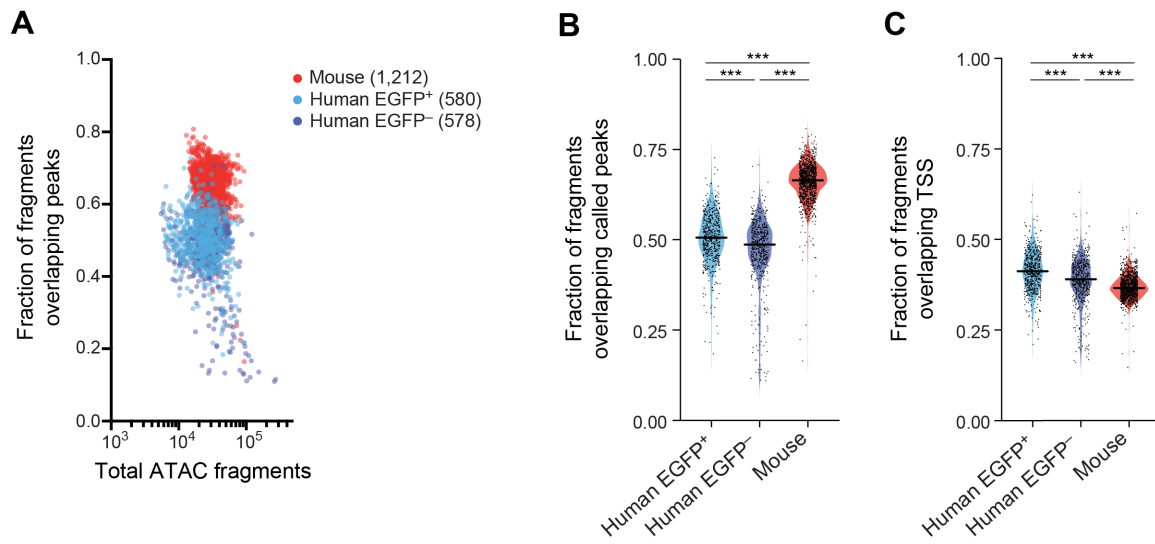 A
Fraction of fragments
overlapping peaks
1.0
0.8
0.6
0.4
0.2
0.0
10³
10⁴
10⁵
Total ATAC fragments
Mouse (1,212)
Human EGFP⁺ (580)
Human EGFP⁻ (578)
B
Fraction of fragments
overlapping called peaks
1.00
0.75
0.50
0.25
0.00
***
***
***
Human EGFP⁺
Human EGFP⁻
Mouse
C
Fraction of fragments
overlapping TSS
1.00
0.75
0.50
0.25
0.00
***
***
***
Human EGFP⁺
Human EGFP⁻
Mouse